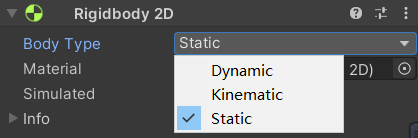 Rigidbody 2D
Body Type Static
Dynamic
Material 2D)
Kinematic
Simulated
Static
Info